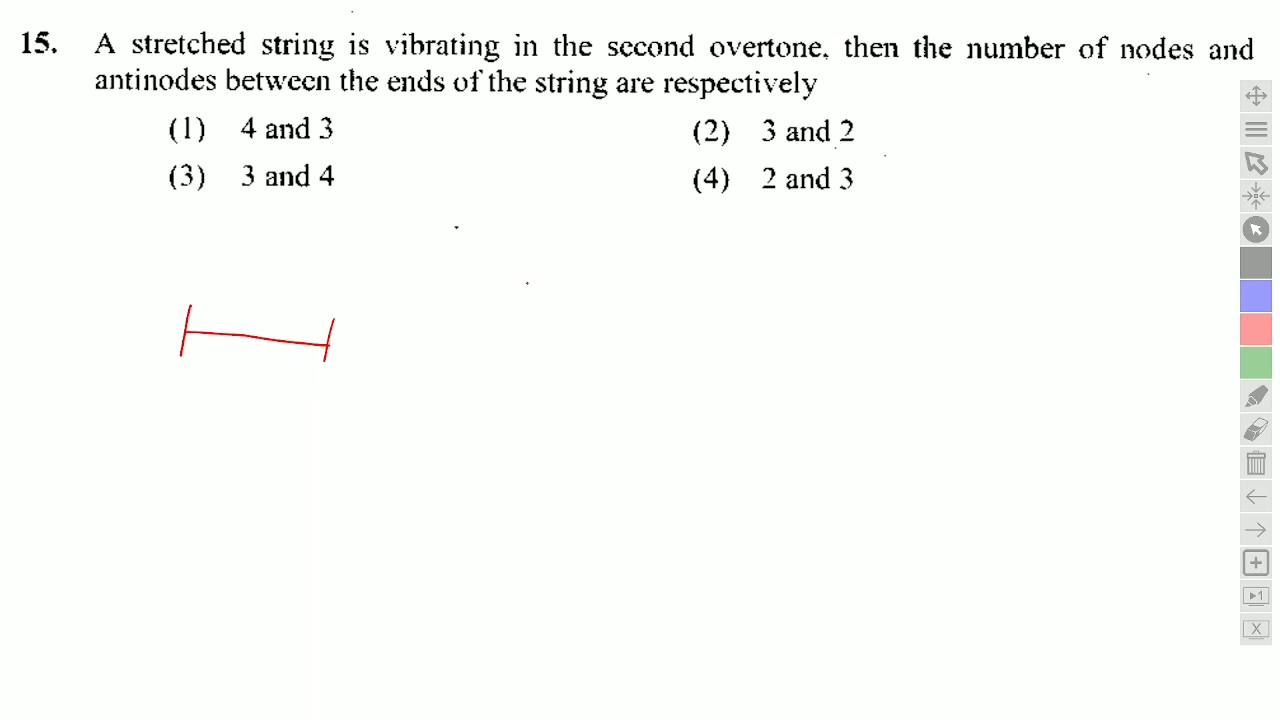 15. A stretched string is vibrating in the second overtone, then the number of nodes and
antinodes between the ends of the string are respectively
(1) 4 and 3
(2) 3 and 2
(3) 3 and 4
(4) 2 and 3
1
X